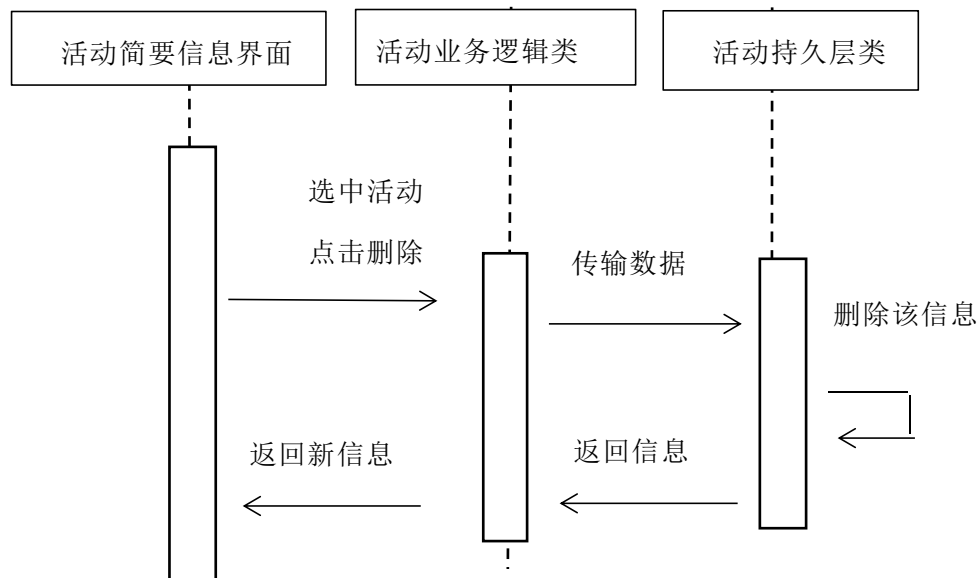 活动简要信息界面
活动业务逻辑类
活动持久层类
选中活动
点击删除
传输数据
删除该信息
返回新信息
返回信息